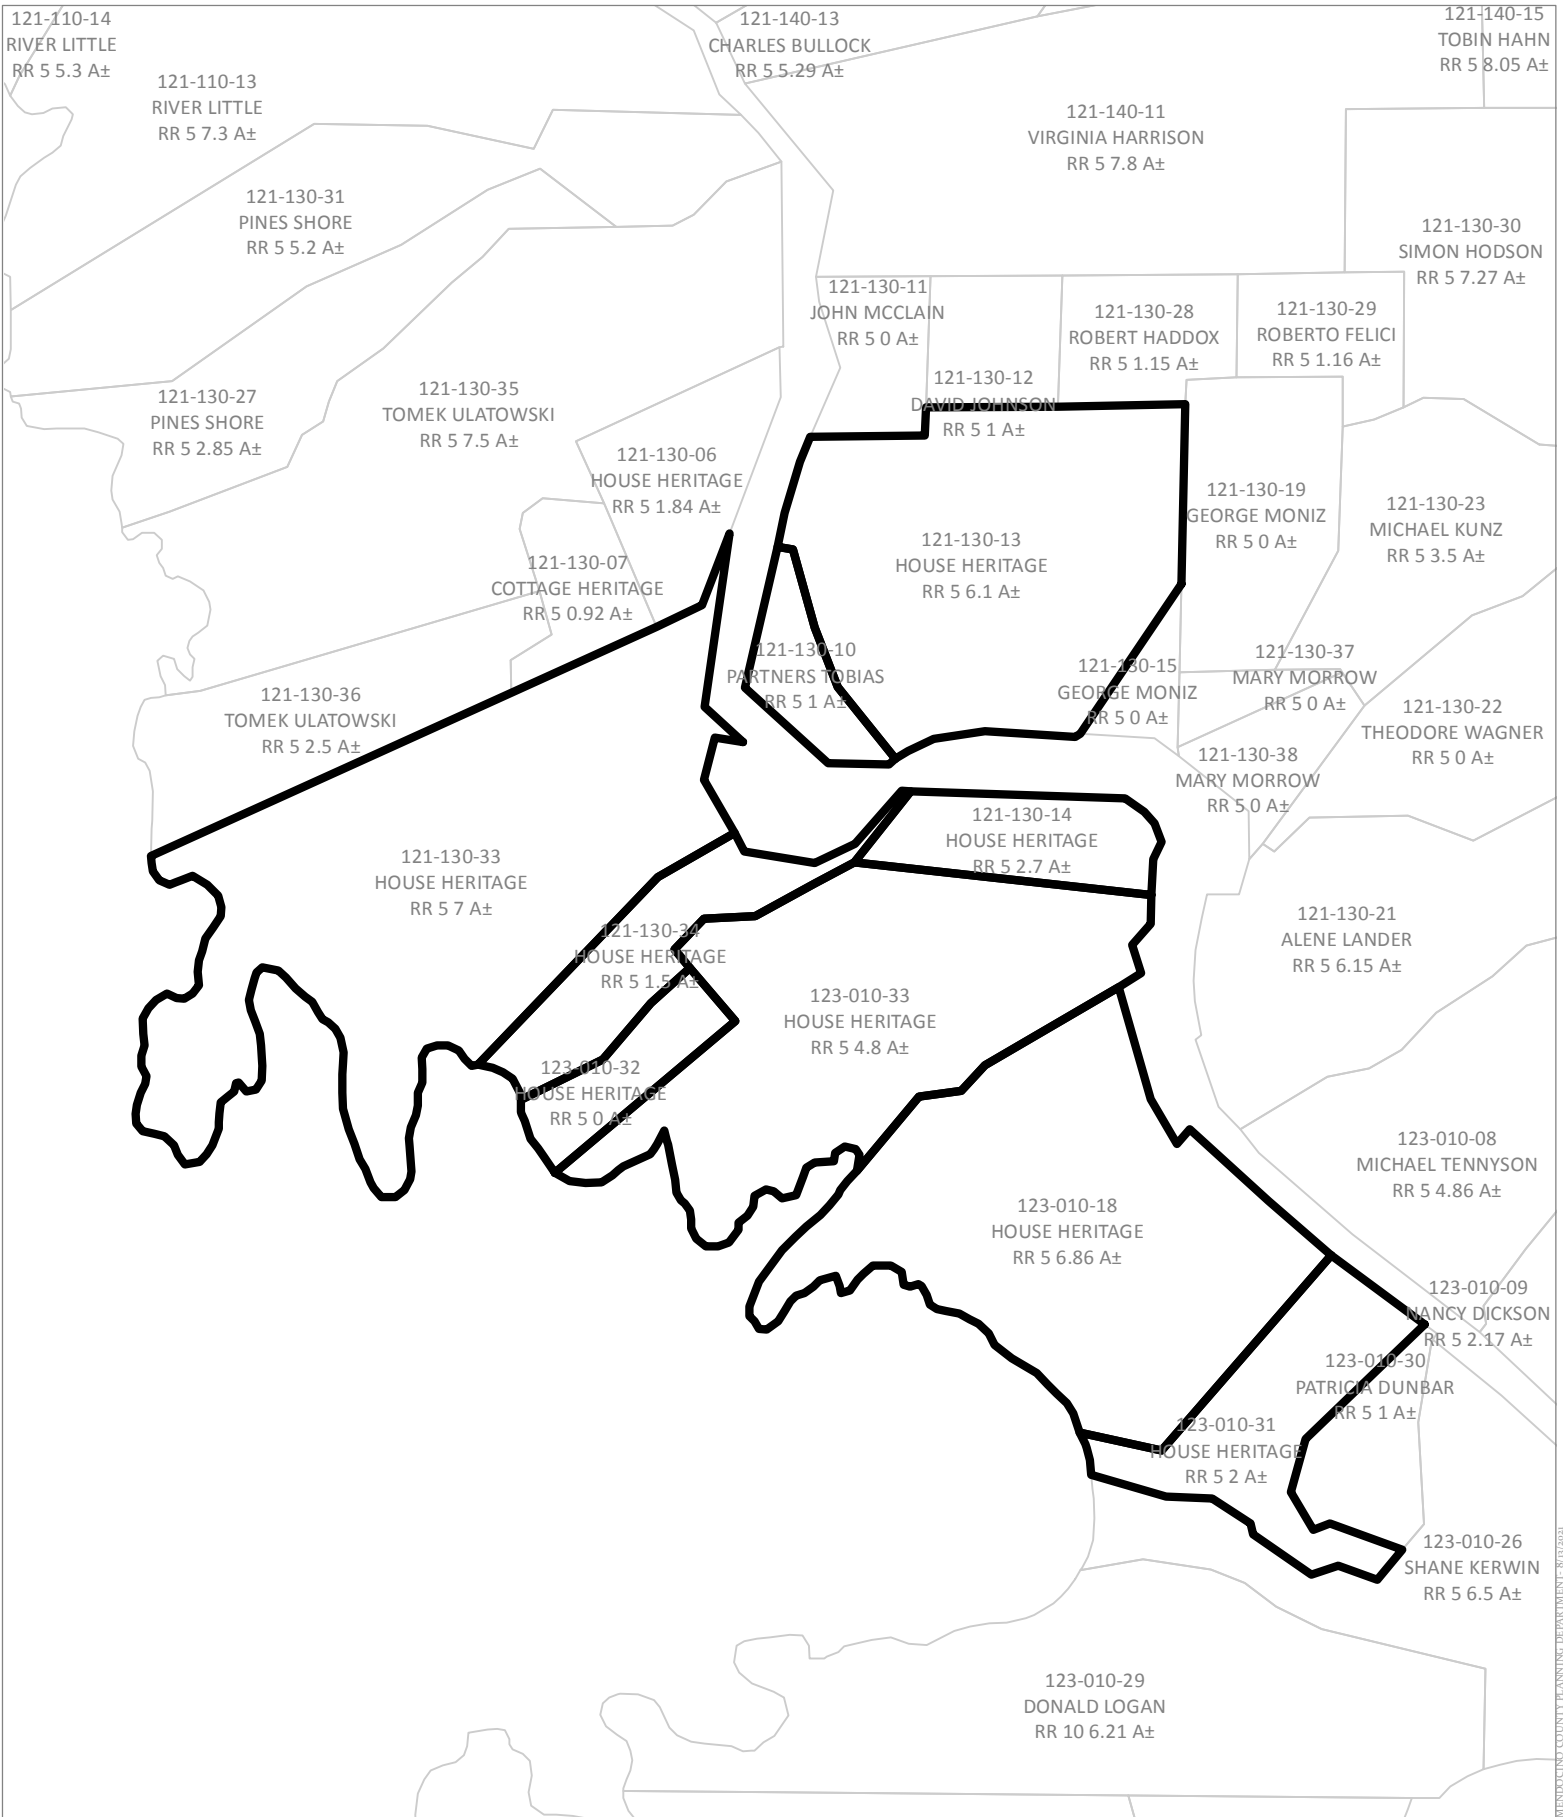 121-110-14
RIVER LITTLE
RR 5 5.3 A±
121-110-13
RIVER LITTLE
RR 5 7.3 A±
121-140-13
CHARLES BULLOCK
RR 5 5.29 A±
121-140-15
TOBIN HAHN
RR 5 8.05 A±
121-140-11
VIRGINIA HARRISON
RR 5 7.8 A±
121-130-31
PINES SHORE
RR 5 5.2 A±
121-130-30
SIMON HODSON
RR 5 7.27 A±
121-130-11
JOHN MCCLAIN
RR 5 0 A±
121-130-28
ROBERT HADDOX
RR 5 1.15 A±
121-130-29
ROBERTO FELICI
RR 5 1.16 A±
121-130-12
DAVID JOHNSON
RR 5 1 A±
121-130-27
PINES SHORE
RR 5 2.85 A±
121-130-35
TOMEK ULATOWSKI
RR 5 7.5 A±
121-130-06
HOUSE HERITAGE
RR 5 1.84 A±
121-130-19
GEORGE MONIZ
RR 5 0 A±
121-130-23
MICHAEL KUNZ
RR 5 3.5 A±
121-130-13
HOUSE HERITAGE
RR 5 6.1 A±
121-130-07
COTTAGE HERITAGE
RR 5 0.92 A±
121-130-10
PARTNERS TOBIAS
RR 5 1 A±
121-130-15
GEORGE MONIZ
RR 5 0 A±
121-130-37
MARY MORROW
RR 5 0 A±
121-130-36
TOMEK ULATOWSKI
RR 5 2.5 A±
121-130-22
THEODORE WAGNER
RR 5 0 A±
121-130-38
MARY MORROW
RR 5 0 A±
121-130-14
HOUSE HERITAGE
RR 5 2.7 A±
121-130-33
HOUSE HERITAGE
RR 5 7 A±
121-130-21
ALENE LANDER
RR 5 6.15 A±
121-130-34
HOUSE HERITAGE
RR 5 1.5 A±
123-010-33
HOUSE HERITAGE
RR 5 4.8 A±
123-010-32
HOUSE HERITAGE
RR 5 0 A±
123-010-08
MICHAEL TENNYSON
RR 5 4.86 A±
123-010-18
HOUSE HERITAGE
RR 5 6.86 A±
123-010-09
NANCY DICKSON
RR 5 2.17 A±
123-010-30
PATRICIA DUNBAR
RR 5 1 A±
123-010-31
HOUSE HERITAGE
RR 5 2 A±
123-010-26
SHANE KERWIN
RR 5 6.5 A±
123-010-29
DONALD LOGAN
RR 10 6.21 A±
MENDOCINO COUNTY PLANNING DEPARTMENT- 8/13/2021